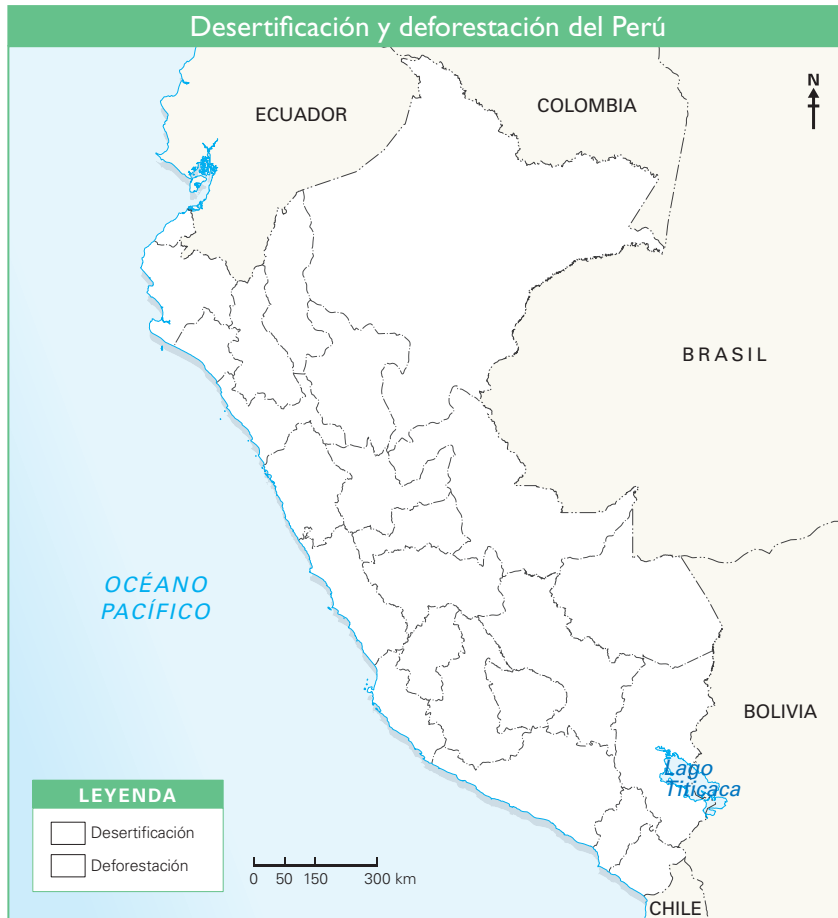 Desertificación y deforestación del Perú
N
ECUADOR
COLOMBIA
BRASIL
OCÉANO
PACÍFICO
BOLIVIA
Lago
Titicaca
LEYENDA
Desertificación
Deforestación
0 50 150 300 km
CHILE